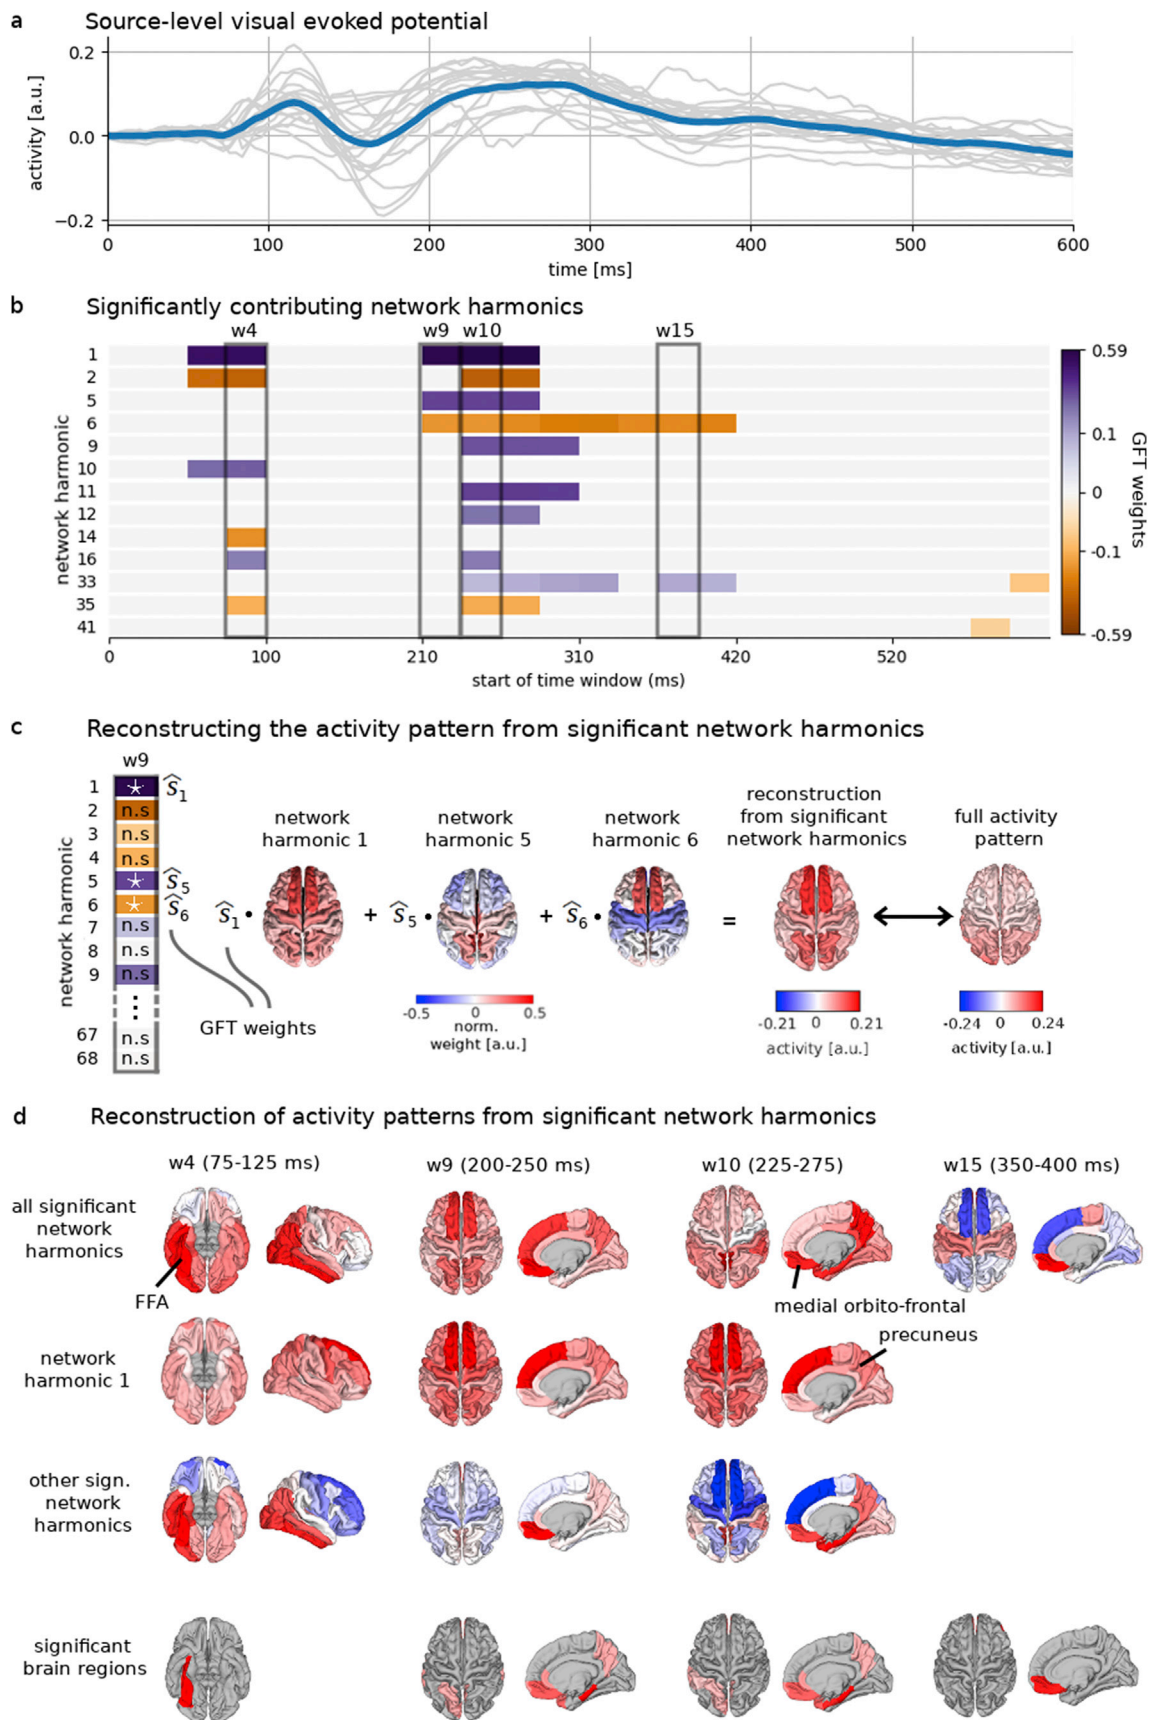 a Source-level visual evoked potential
activity [a.u.]
0.2
0.0
−0.2
0 100 200 300 400 500 600
time [ms]
b Significantly contributing network harmonics
w4 w9 w10 w15
network harmonic
1
2
5
6
9
10
11
12
14
16
33
35
41
0 100 210 310 420 520
start of time window (ms)
0.59
0.1
0
-0.1
-0.59
GFT weights
c Reconstructing the activity pattern from significant network harmonics
w9
network harmonic
1 ŝ1
2 n.s
3 n.s
4 n.s
5 ŝ5
6 ŝ6
7 n.s
8 n.s
9 n.s
⋮
67 n.s
68 n.s
GFT weights
network
harmonic 1
network
harmonic 5
network
harmonic 6
reconstruction
from significant
network harmonics
full activity
pattern
ŝ1• + ŝ5• + ŝ6• =
-0.5 0 0.5
norm.
weight [a.u.]
-0.21 0 0.21
activity [a.u.]
-0.24 0 0.24
activity [a.u.]
d Reconstruction of activity patterns from significant network harmonics
w4 (75-125 ms) w9 (200-250 ms) w10 (225-275) w15 (350-400 ms)
all significant
network
harmonics
FFA
medial orbito-frontal
precuneus
network
harmonic 1
other sign.
network
harmonics
significant
brain regions